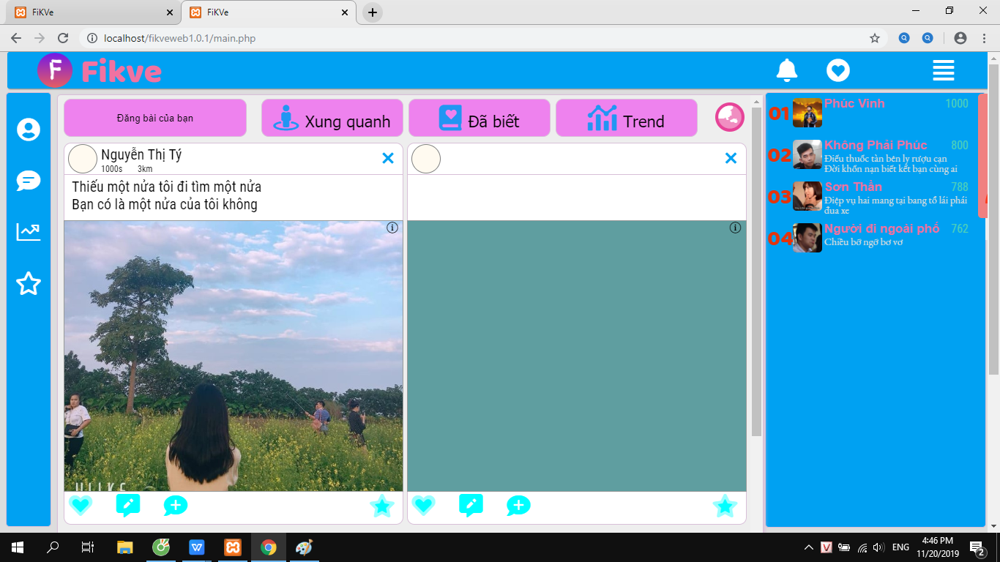 FiKVe
FiKVe
localhost/fikveweb1.0.1/main.php
F Fikve
Đăng bài của bạn
Xung quanh
Đã biết
Trend
Nguyễn Thị Tý
1000s 3km
Thiếu một nửa tôi đi tìm một nửa
Bạn có là một nửa của tôi không
01 Phúc Vinh 1000
02 Không Phải Phúc 800
Điếu thuốc tàn bên ly rượu cạn
Đời khốn nạn biết kết bạn cùng ai
03 Sơn Thần 788
Điệp vụ hai mang tại bang tổ lái phái
đua xe
04 Người đi ngoài phố 762
Chiều bỡ ngỡ bơ vơ
ENG
4:46 PM
11/20/2019
2